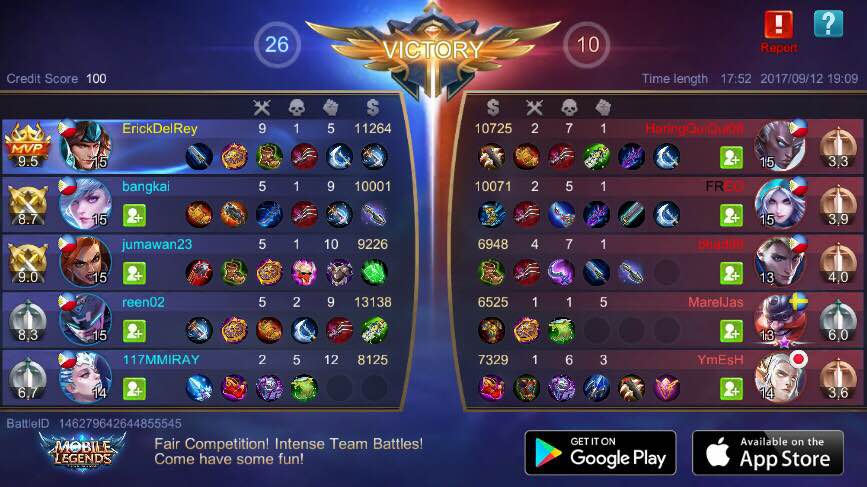 26 VICTORY 10
Report
Credit Score 100
Time length 17:52 2017/09/12 19:09
MVP 9.5 15 ErickDelRey 9 1 5 11264
10725 2 7 1 15 3,3
8.7 15 bangkai 5 1 9 10001
10071 2 5 1 15 3,9
9.0 15 jumawan23 5 1 10 9226
6948 4 7 1 13 4,0
8,3 15 reen02 5 2 9 13138
6525 1 1 5 MarelJas 13 6,0
6,7 14 117MMIRAY 2 5 12 8125
7329 1 6 3 YmEsH 14 3,6
BattleID 146279642644855545
MOBILE LEGENDS
Fair Competition! Intense Team Battles!
Come have some fun!
GET IT ON
Google Play
Available on the
App Store